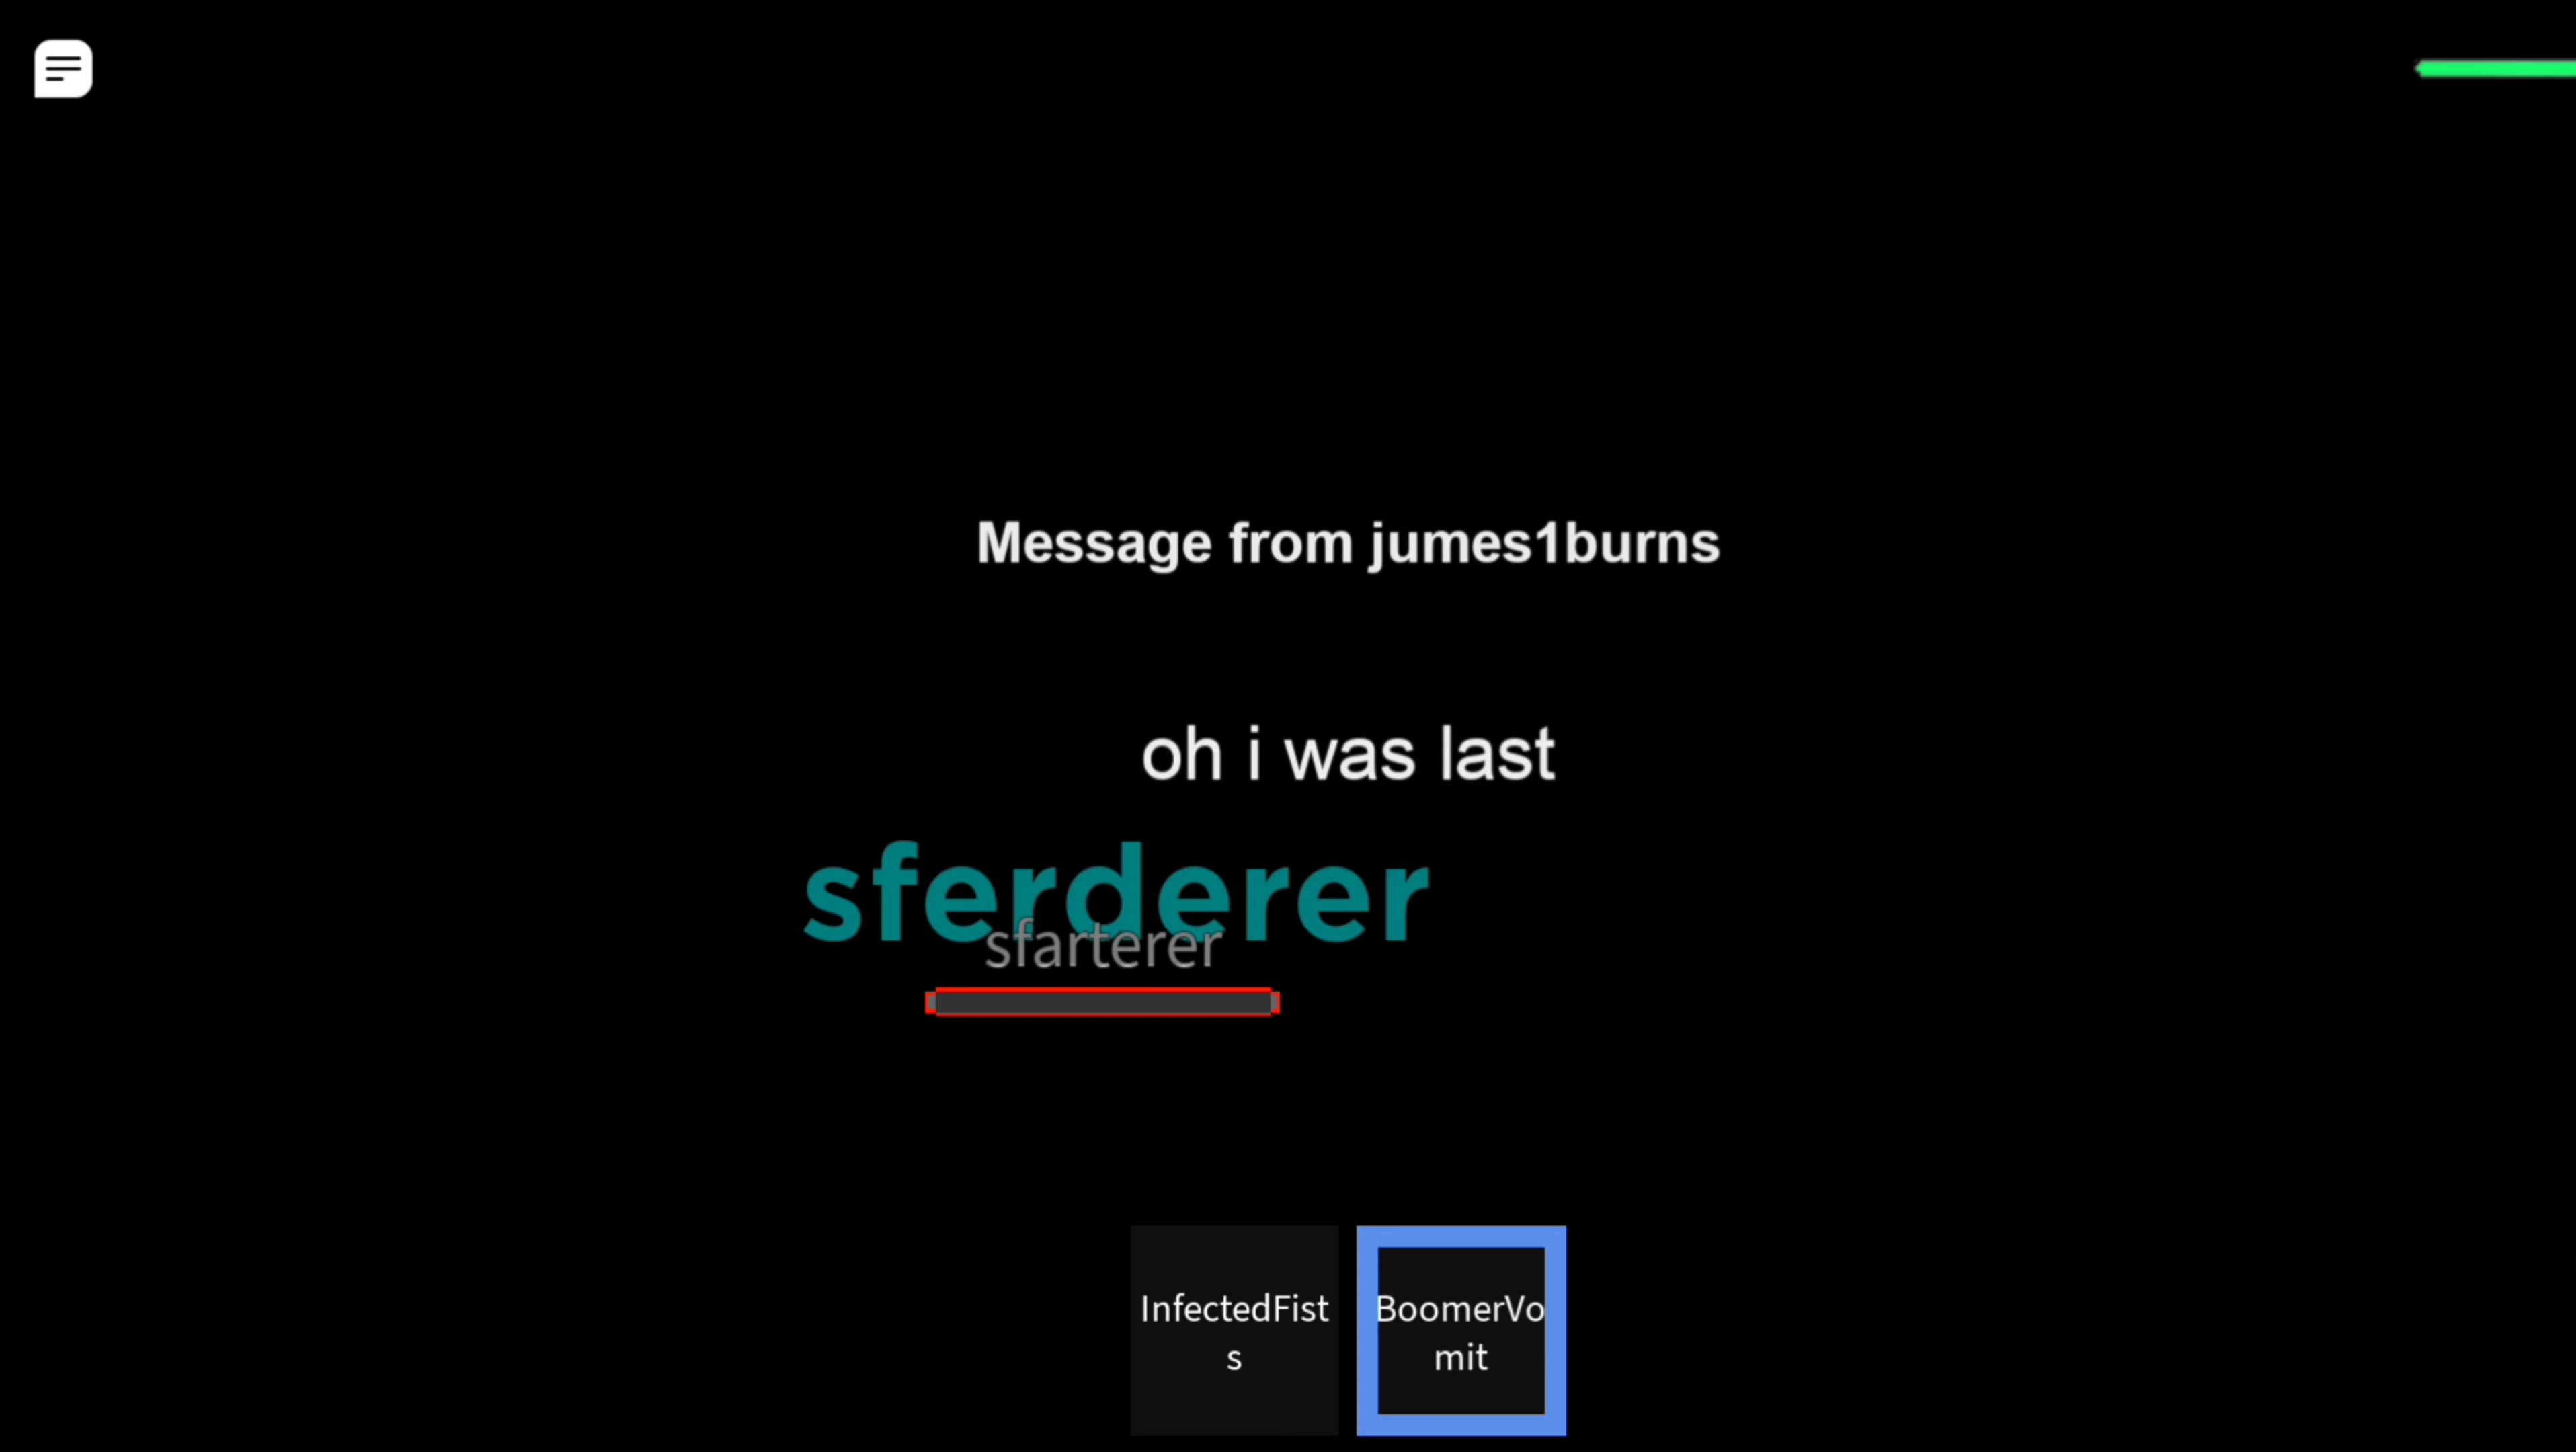 Message from jumes1burns
oh i was last
sferderer
sfarterer
InfectedFist
s
BoomerVo
mit